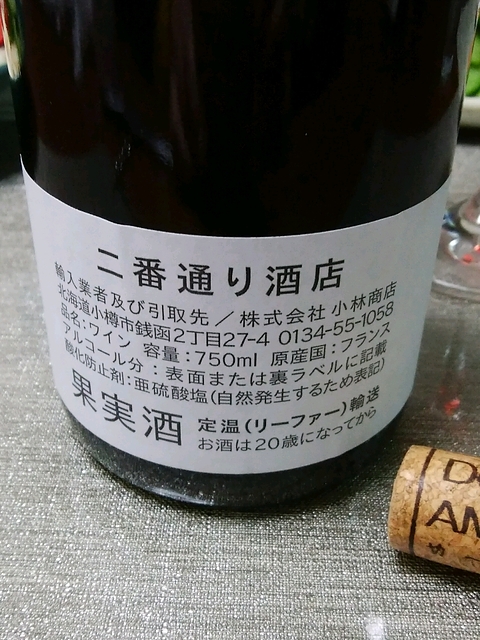 二番通り酒店
輸入業者及び引取先／株式会社 小林商店
北海道小樽市銭函2丁目27-4 0134-55-1058
品名:ワイン 容量:750ml 原産国:フランス
アルコール分:表面または裏ラベルに記載
酸化防止剤:亜硫酸塩(自然発生するため表記)
果実酒
定温(リーファー)輸送
お酒は20歳になってから